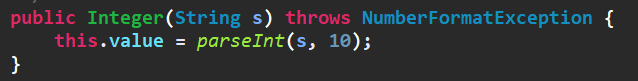 public Integer(String s) throws NumberFormatException {
    this.value = parseInt(s, 10);
}